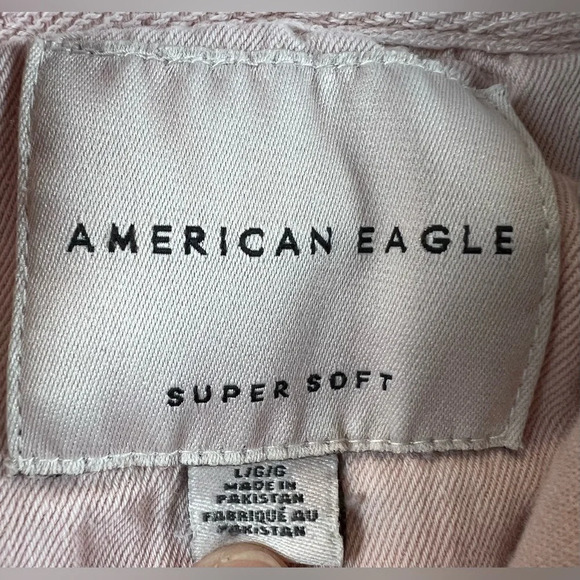 AMERICAN EAGLE
SUPER SOFT
L/G/G
MADE IN
PAKISTAN
FABRIQUÉ AU
PAKISTAN